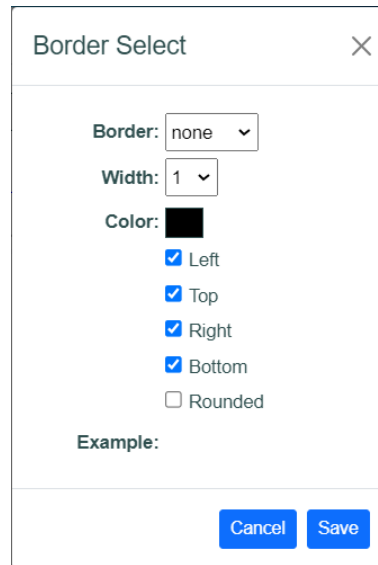 Border Select
Border: none
Width: 1
Color:
Left
Top
Right
Bottom
Rounded
Example:
Cancel Save